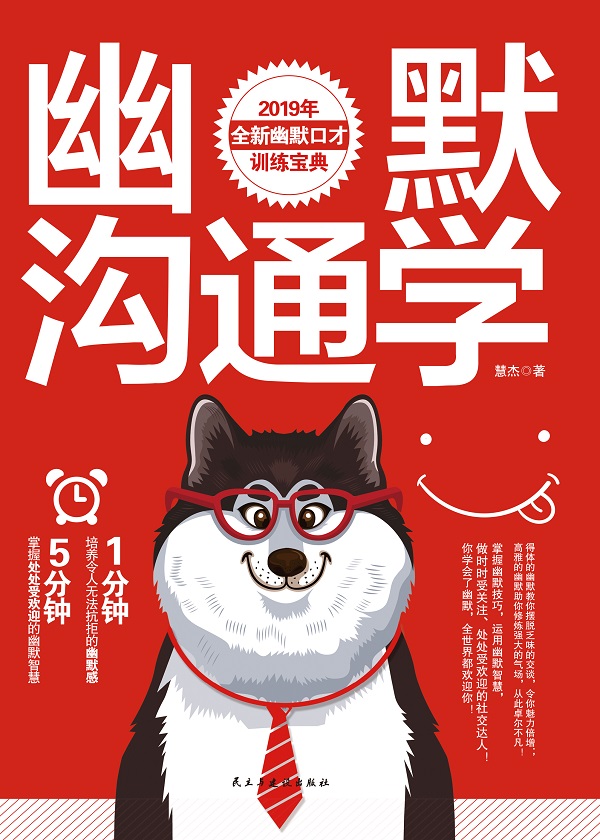 幽默
沟通学
2019年
全新幽默口才
训练宝典
慧杰◎著
1分钟
培养令人无法抗拒的幽默感
5分钟
掌握处处受欢迎的幽默智慧
得体的幽默教你摆脱乏味的交谈，令你魅力倍增；
高雅的幽默助你修炼强大的气场，从此卓尔不凡！
掌握幽默技巧，运用幽默智慧，
做时时受关注、处处受欢迎的社交达人！
你学会了幽默，全世界都欢迎你！
民主与建设出版社